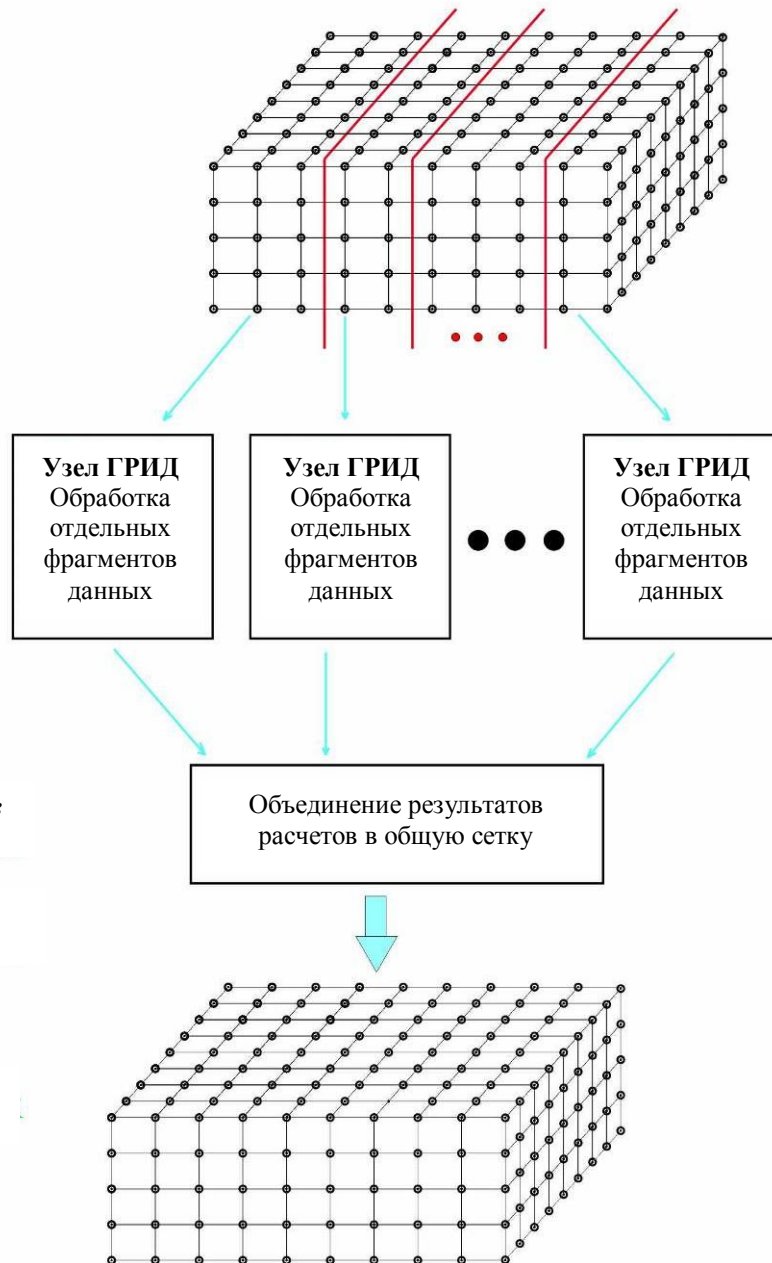 Узел ГРИД
Обработка
отдельных
фрагментов
данных
Узел ГРИД
Обработка
отдельных
фрагментов
данных
Узел ГРИД
Обработка
отдельных
фрагментов
данных
Объединение результатов
расчетов в общую сетку